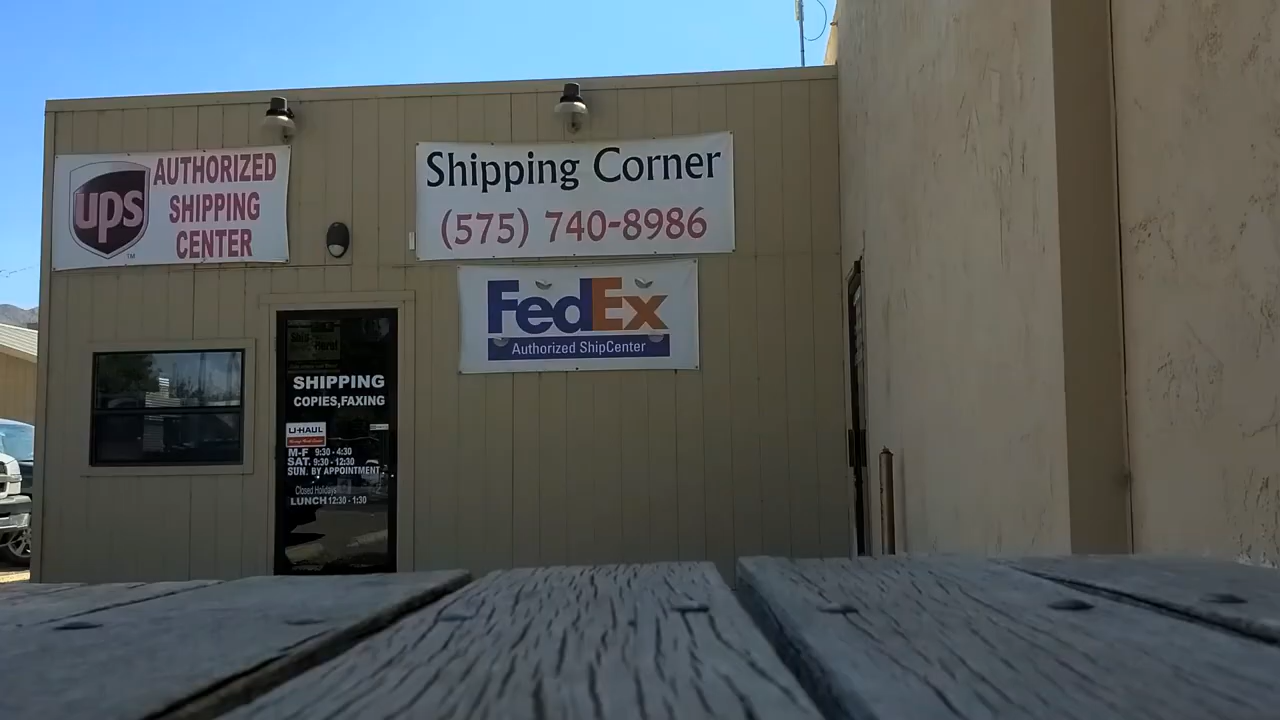 ups
TM
AUTHORIZED
SHIPPING
CENTER
Shipping Corner
(575) 740-8986
FedEx
Authorized ShipCenter
SHIPPING
COPIES,FAXING
U-HAUL
M-F 9:30 - 4:30
SAT. 9:30 - 12:30
SUN. BY APPOINTMENT
Closed Holidays
LUNCH 12:30 - 1:30